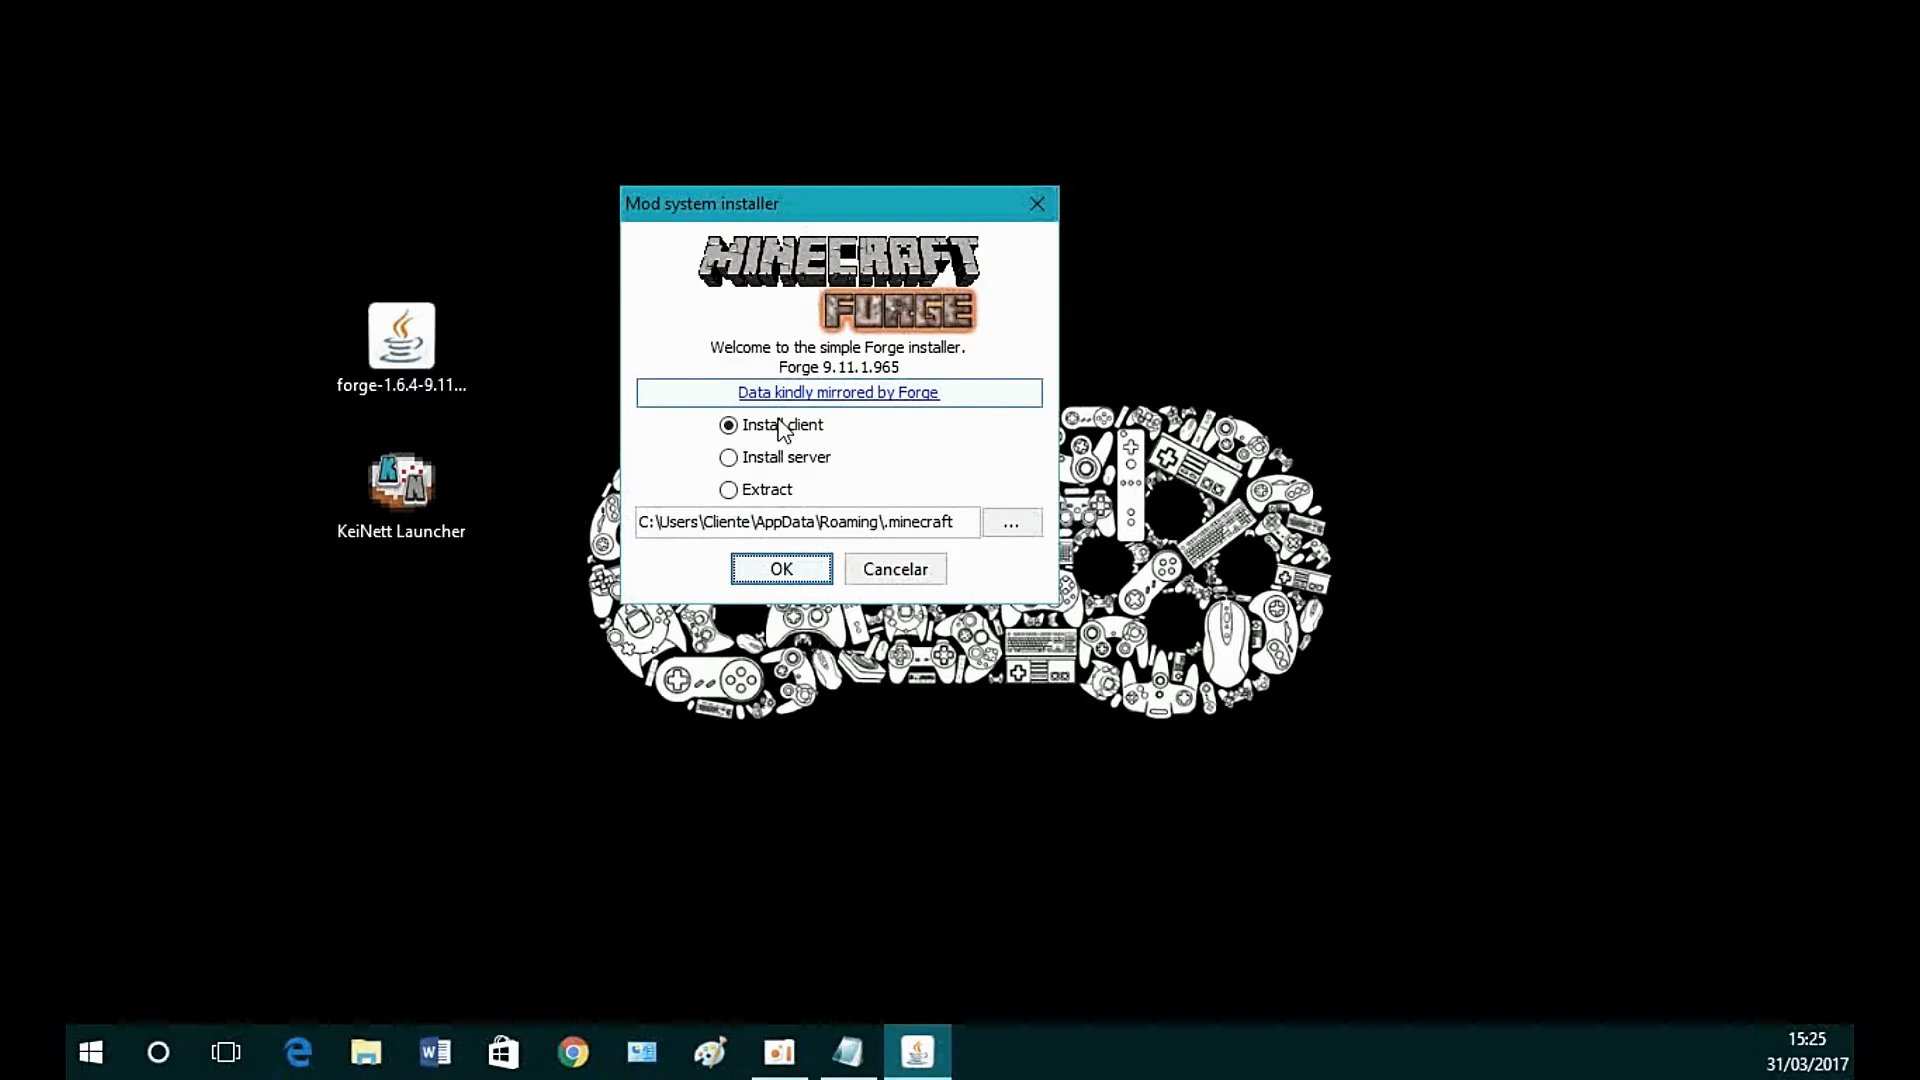 Mod system installer
MINECRAFT
FORGE
Welcome to the simple Forge installer.
Forge 9.11.1.965
Data kindly mirrored by Forge
Install client
Install server
Extract
C:\Users\Cliente\AppData\Roaming\.minecraft
...
OK
Cancelar
forge-1.6.4-9.11...
KN
KeiNett Launcher
15:25
31/03/2017